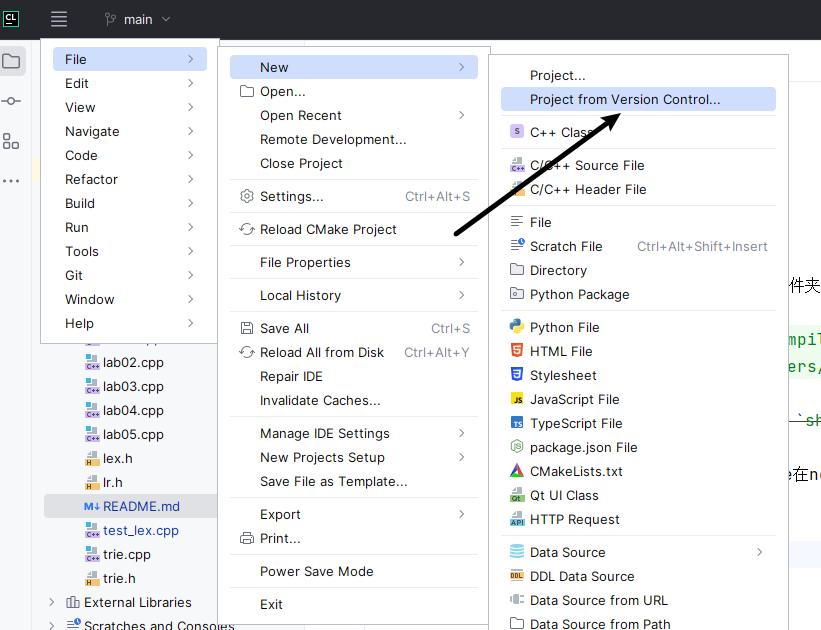 CL
main
File
Edit
View
Navigate
Code
Refactor
Build
Run
Tools
Git
Window
Help
lab02.cpp
lab03.cpp
lab04.cpp
lab05.cpp
lex.h
lr.h
README.md
test_lex.cpp
trie.cpp
trie.h
External Libraries
Scratches and Consoles
New
Open...
Open Recent
Remote Development...
Close Project
Settings... Ctrl+Alt+S
Reload CMake Project
File Properties
Local History
Save All Ctrl+S
Reload All from Disk Ctrl+Alt+Y
Repair IDE
Invalidate Caches...
Manage IDE Settings
New Projects Setup
Save File as Template...
Export
Print...
Power Save Mode
Exit
Project...
Project from Version Control...
C++ Class
C/C++ Source File
C/C++ Header File
File
Scratch File Ctrl+Alt+Shift+Insert
Directory
Python Package
Python File
HTML File
Stylesheet
JavaScript File
TypeScript File
package.json File
CMakeLists.txt
Qt UI Class
HTTP Request
Data Source
DDL Data Source
Data Source from URL
Data Source from Path
件夹
mpil
ers/
`sh
e在n